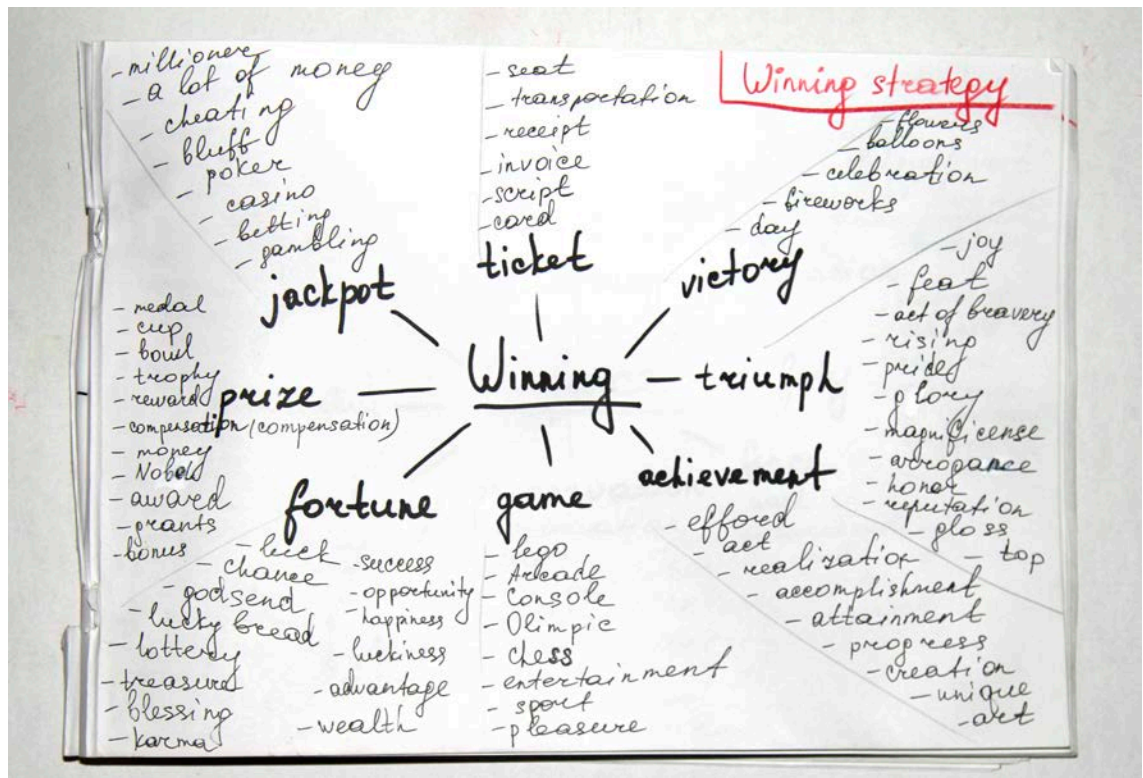 Winning strategy
- millionere
- a lot of money
- cheating
- bluff
- poker
- casino
- betting
- gambling
jackpot
- seat
- transportation
- receipt
- invoice
- script
- card
ticket
- flowers
- balloons
- celebration
- fireworks
- day
victory
- medal
- cup
- bowl
- trophy
- reward
- compensation (compensation)
- money
- Nobel
- award
- grants
- bonus
prize
Winning
triumph
- joy
- feat
- act of bravery
- rising
- pride
- glory
- magnificense
- arrogance
- honor
- reputation
- gloss
- top
fortune
- luck
- chance
- godsend
- lucky bread
- lotterey
- treasure
- blessing
- karma
- success
- opportunity
- happiness
- luckiness
- advantage
- wealth
game
- lego
- Arcade
- Console
- Olimpic
- chess
- entertainment
- sport
- pleasure
achievement
- efford
- act
- realization
- accomplishment
- attainment
- progress
- creation
- unique
- art